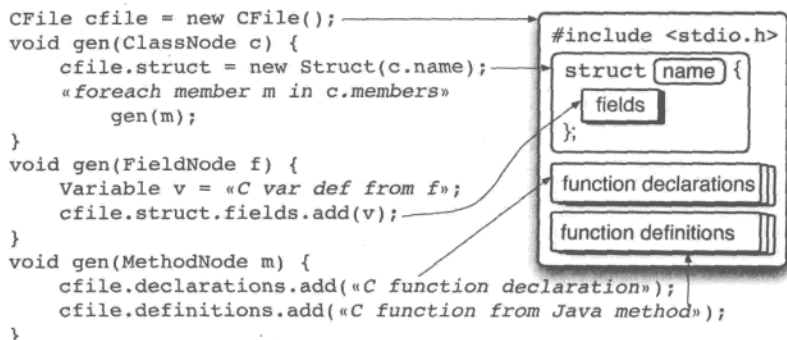 CFile cfile = new CFile();
void gen(ClassNode c) {
cfile.struct = new Struct(c.name);
«foreach member m in c.members»
gen(m);
}
void gen(FieldNode f) {
Variable v = «C var def from f»;
cfile.struct.fields.add(v);
}
void gen(MethodNode m) {
cfile.declarations.add(«C function declaration»);
cfile.definitions.add(«C function from Java method»);
}
#include <stdio.h>
struct name {
fields
};
function declarations
function definitions